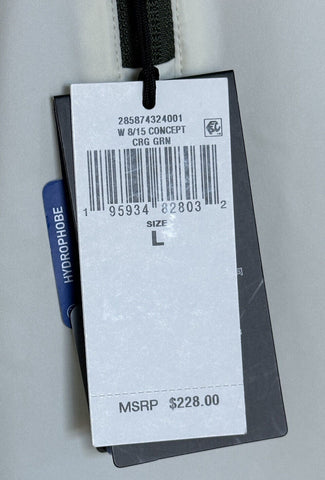 285874324001
W 8/15 CONCEPT
CRG GRN
1 95934 82803 2
SIZE
L
HYDROPHOBE
MSRP $228.00